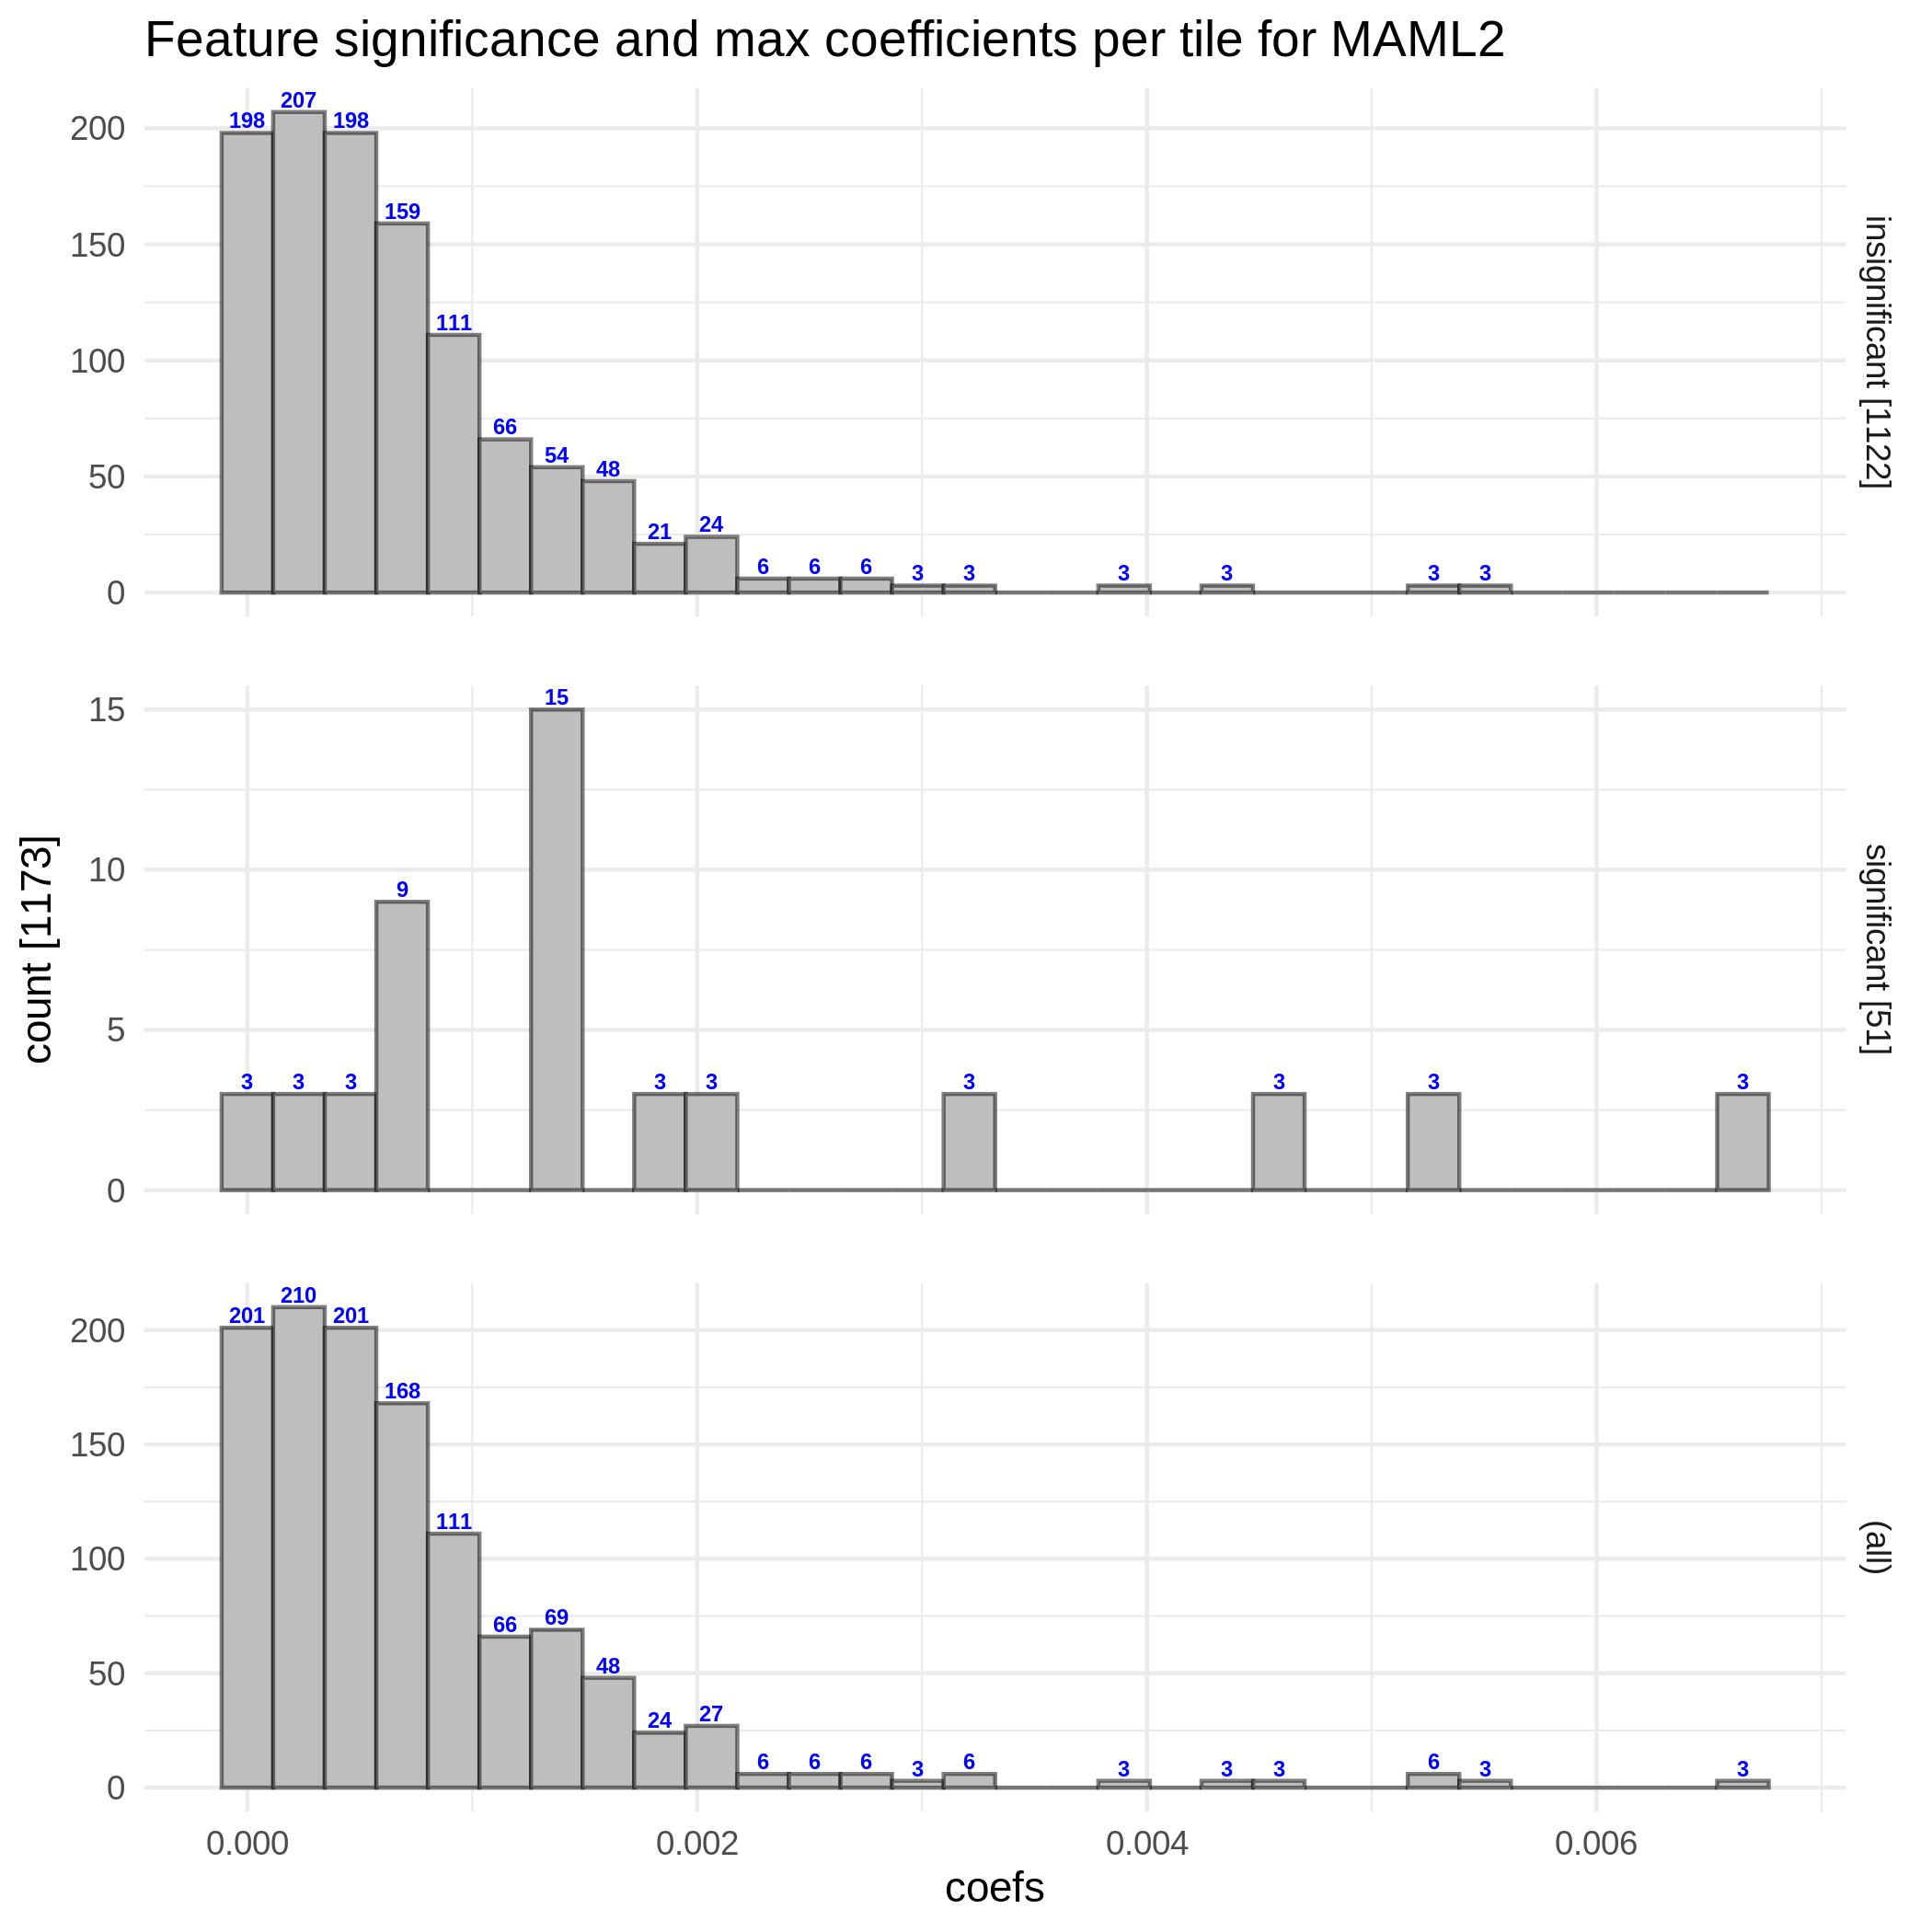 Feature significance and max coefficients per tile for MAML2
count [1173]
200
150
100
50
0
198 207 198 159 111 66 54 48 21 24 6 6 6 3 3 3 3 3 3
insignificant [1122]
15
10
5
0
3 3 3 9 15 3 3 3 3 3 3
significant [51]
200
150
100
50
0
201 210 201 168 111 66 69 48 24 27 6 6 6 3 6 3 3 3 6 3 3
(all)
0.000 0.002 0.004 0.006
coefs